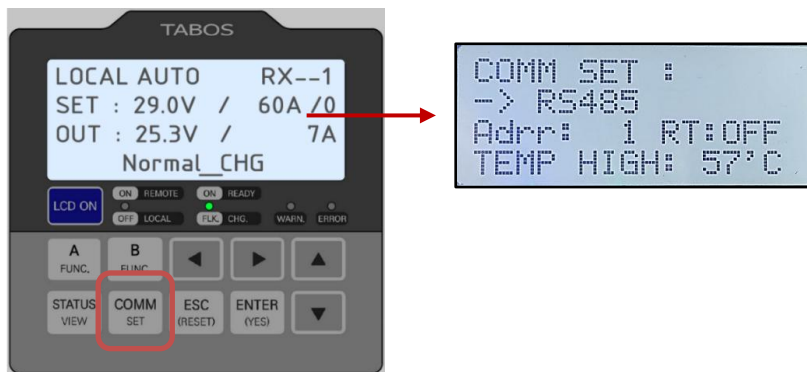 TABOS
LOCAL AUTO RX--1
SET : 29.0V / 60A /0
OUT : 25.3V / 7A
Normal__CHG
LCD ON
ON REMOTE ON READY
OFF LOCAL FLK. CHG. WARN. ERROR
A
FUNC.
B
FUNC
STATUS
VIEW
COMM
SET
ESC
(RESET)
ENTER
(YES)
COMM SET :
-> RS485
Adrr: 1 RT:OFF
TEMP HIGH: 57'C